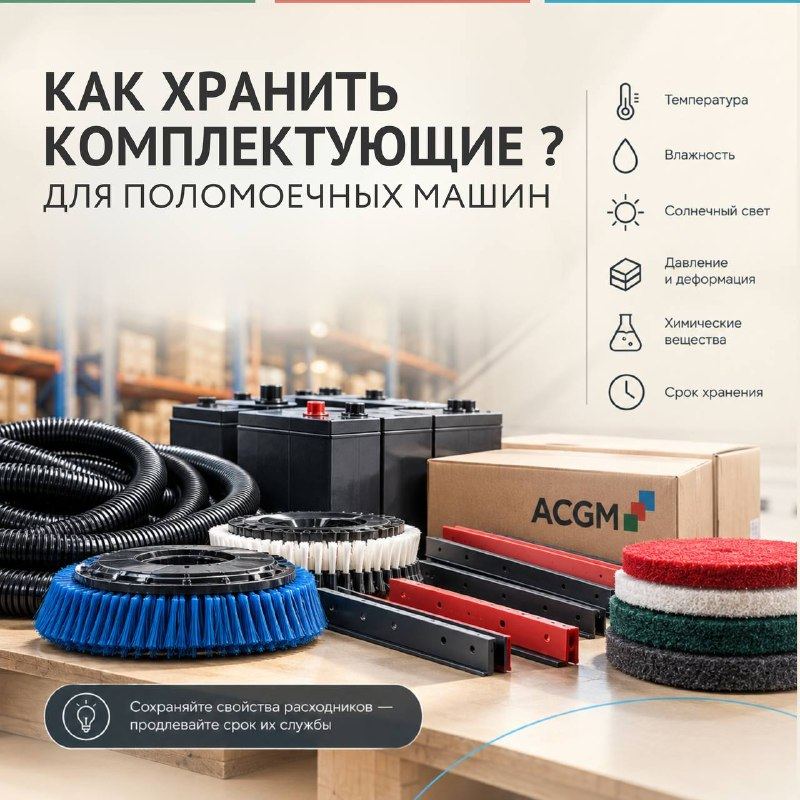 КАК ХРАНИТЬ
КОМПЛЕКТУЮЩИЕ ?
ДЛЯ ПОЛОМОЕЧНЫХ МАШИН
Температура
Влажность
Солнечный свет
Давление
и деформация
Химические
вещества
Срок хранения
ACGM
Сохраняйте свойства расходников —
продлевайте срок их службы